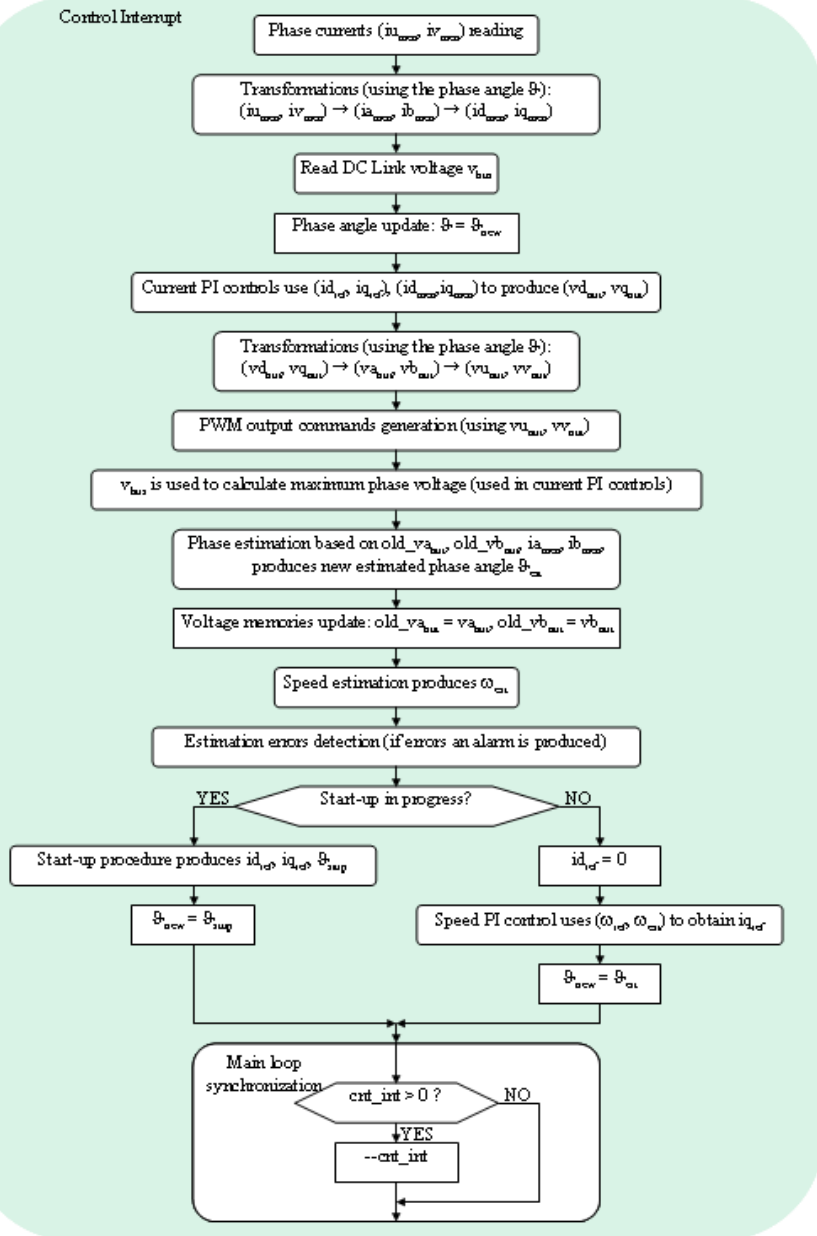 Control Interrupt
Phase currents (iu_meas, iv_meas) reading
Transformations (using the phase angle ϑ):
(iu_meas, iv_meas) → (ia_meas, ib_meas) → (id_meas, iq_meas)
Read DC Link voltage v_bus
Phase angle update: ϑ = ϑ_new
Current PI controls use (id_ref, iq_ref), (id_meas,iq_meas) to produce (vd_out, vq_out)
Transformations (using the phase angle ϑ):
(vd_out, vq_out) → (va_out, vb_out) → (vu_out, vv_out)
PWM output commands generation (using vu_out, vv_out)
v_bus is used to calculate maximum phase voltage (used in current PI controls)
Phase estimation based on old_va_out, old_vb_out, ia_meas, ib_meas,
produces new estimated phase angle ϑ_est
Voltage memories update: old_va_out = va_out, old_vb_out = vb_out
Speed estimation produces ω_est
Estimation errors detection (if errors an alarm is produced)
Start-up in progress?
YES
NO
Start-up procedure produces id_ref, iq_ref, ϑ_strtp
id_ref = 0
ϑ_new = ϑ_strtp
Speed PI control uses (ω_ref, ω_est) to obtain iq_ref
ϑ_new = ϑ_est
Main loop
synchronization
cnt_int > 0 ?
NO
YES
--cnt_int